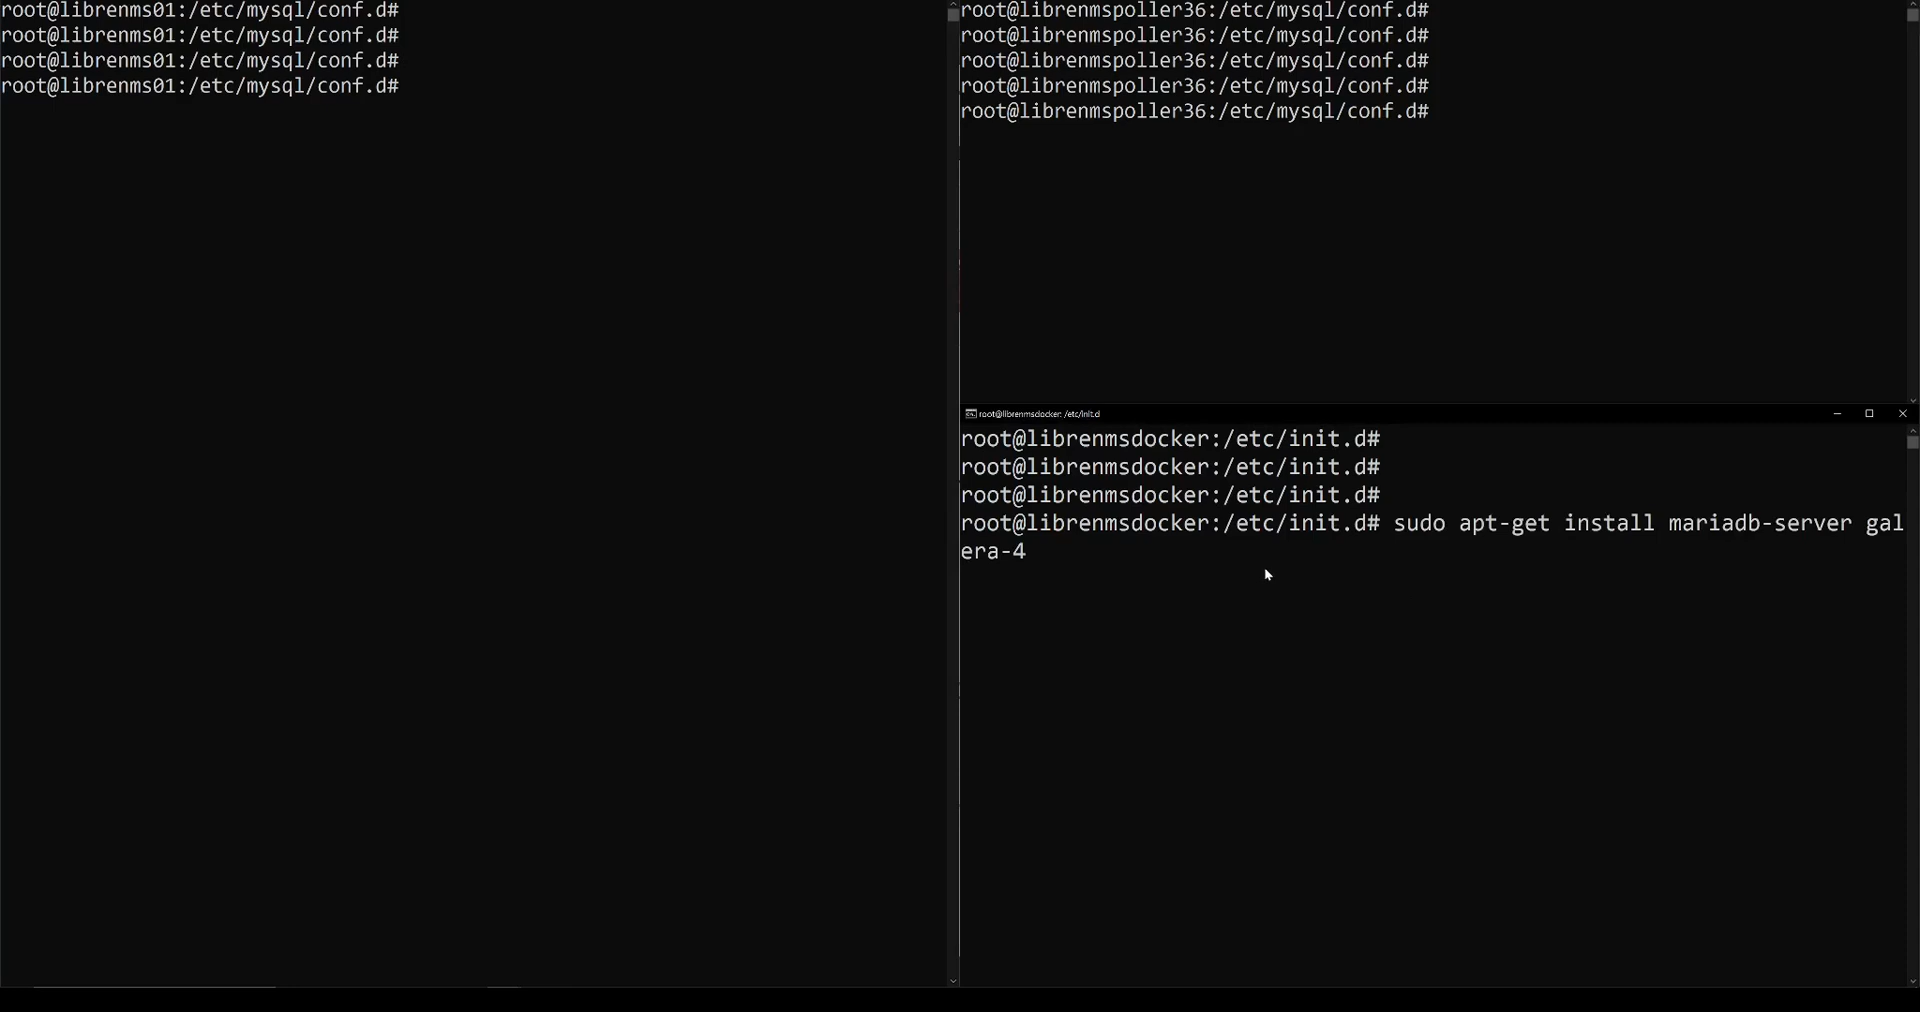 root@librenms01:/etc/mysql/conf.d#
root@librenms01:/etc/mysql/conf.d#
root@librenms01:/etc/mysql/conf.d#
root@librenms01:/etc/mysql/conf.d#
root@librenmspoller36:/etc/mysql/conf.d#
root@librenmspoller36:/etc/mysql/conf.d#
root@librenmspoller36:/etc/mysql/conf.d#
root@librenmspoller36:/etc/mysql/conf.d#
root@librenmspoller36:/etc/mysql/conf.d#
root@librenmsdocker: /etc/init.d
root@librenmsdocker:/etc/init.d#
root@librenmsdocker:/etc/init.d#
root@librenmsdocker:/etc/init.d#
root@librenmsdocker:/etc/init.d# sudo apt-get install mariadb-server gal
era-4